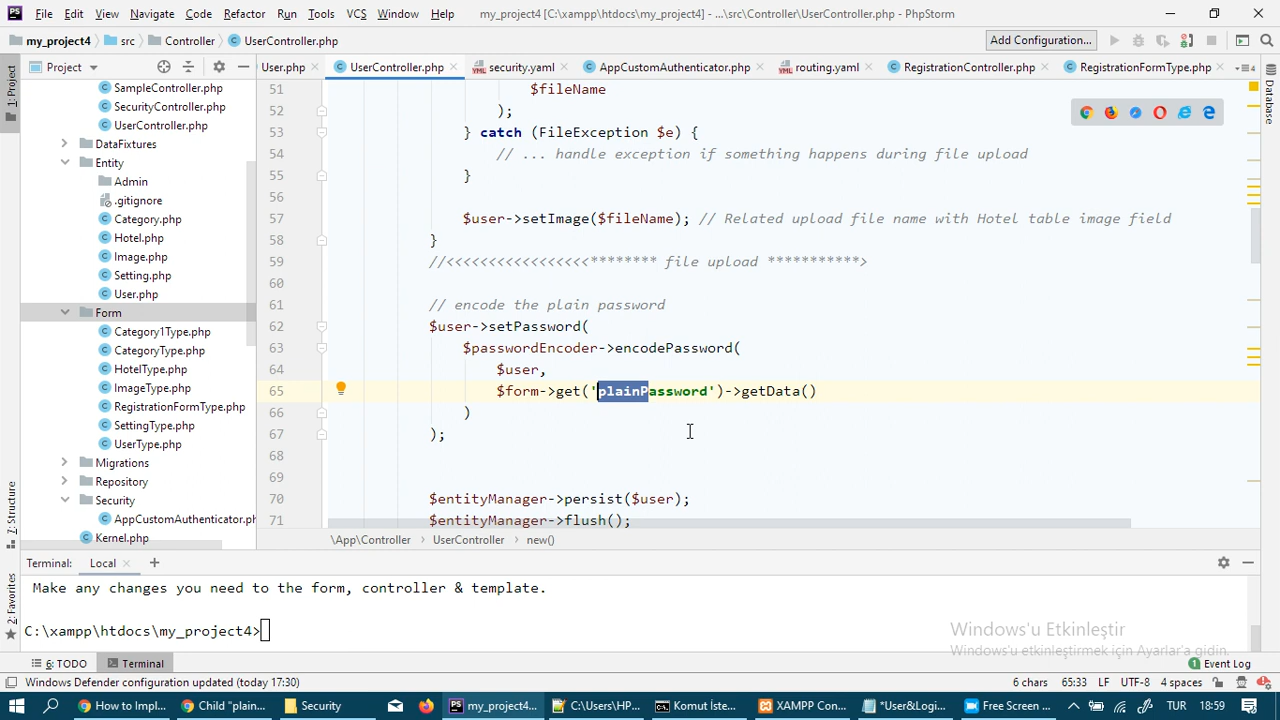 File Edit View Navigate Code Refactor Run Tools VCS Window Help my_project4 [C:\xampp\htdocs\my_project4] - ...\src\Controller\UserController.php - PhpStorm
my_project4 src Controller UserController.php Add Configuration...
Project User.php UserController.php security.yaml AppCustomAuthenticator.php routing.yaml RegistrationController.php RegistrationFormType.php
1: Project
Database
SampleController.php
SecurityController.php
UserController.php
DataFixtures
Entity
Admin
.gitignore
Category.php
Hotel.php
Image.php
Setting.php
User.php
Form
Category1Type.php
CategoryType.php
HotelType.php
ImageType.php
RegistrationFormType.php
SettingType.php
UserType.php
Migrations
Repository
Security
AppCustomAuthenticator.ph
Kernel.php
51 $fileName
52 );
53 } catch (FileException $e) {
54 // ... handle exception if something happens during file upload
55 }
56
57 $user->setImage($fileName); // Related upload file name with Hotel table image field
58 }
59 //<<<<<<<<<<<<<<<<<******** file upload ***********>
60
61 // encode the plain password
62 $user->setPassword(
63 $passwordEncoder->encodePassword(
64 $user,
65 $form->get('plainPassword')->getData()
66 )
67 );
68
69
70 $entityManager->persist($user);
71 $entityManager->flush();
\App\Controller UserController new()
Z: Structure
2: Favorites
Terminal: Local
Make any changes you need to the form, controller & template.
C:\xampp\htdocs\my_project4>
Windows'u Etkinleştir
Windows'u etkinleştirmek için Ayarlar'a gidin.
6: TODO Terminal Event Log
Windows Defender configuration updated (today 17:30) 6 chars 65:33 LF UTF-8 4 spaces
How to Impl... Child "plain... Security my_project4... C:\Users\HP... Komut İste... XAMPP Con... *User&Logi... Free Screen ... TUR 18:59